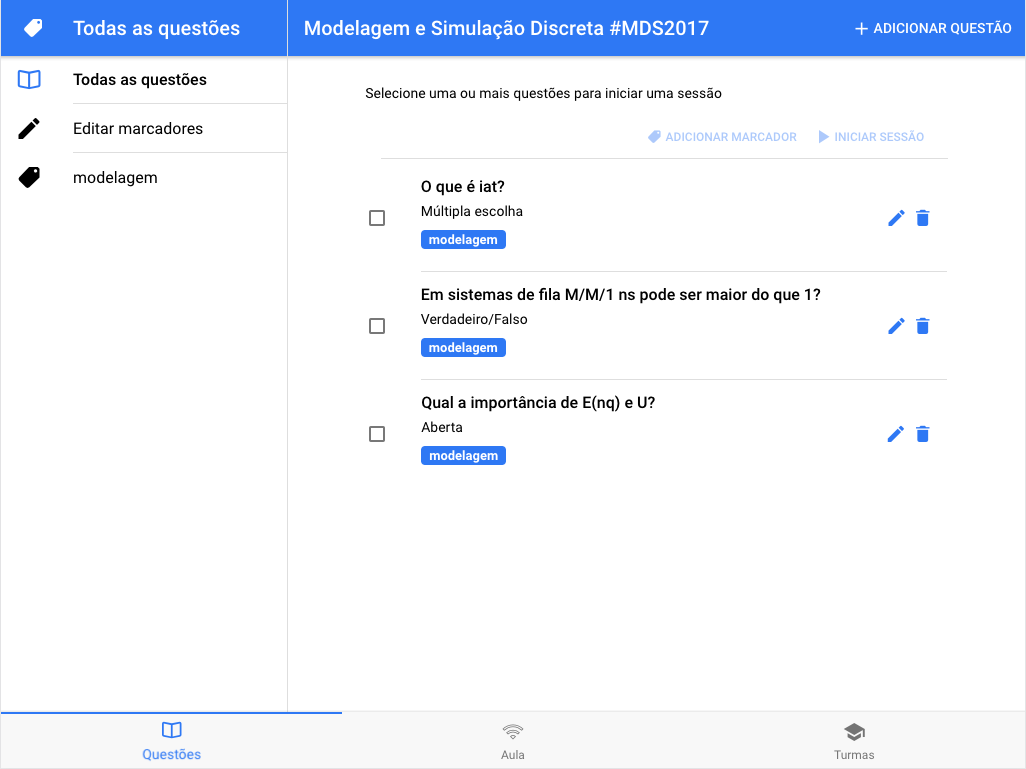 Todas as questões
Modelagem e Simulação Discreta #MDS2017
ADICIONAR QUESTÃO
Todas as questões
Editar marcadores
modelagem
Selecione uma ou mais questões para iniciar uma sessão
ADICIONAR MARCADOR
INICIAR SESSÃO
O que é iat?
Múltipla escolha
modelagem
Em sistemas de fila M/M/1 ns pode ser maior do que 1?
Verdadeiro/Falso
modelagem
Qual a importância de E(nq) e U?
Aberta
modelagem
Questões
Aula
Turmas